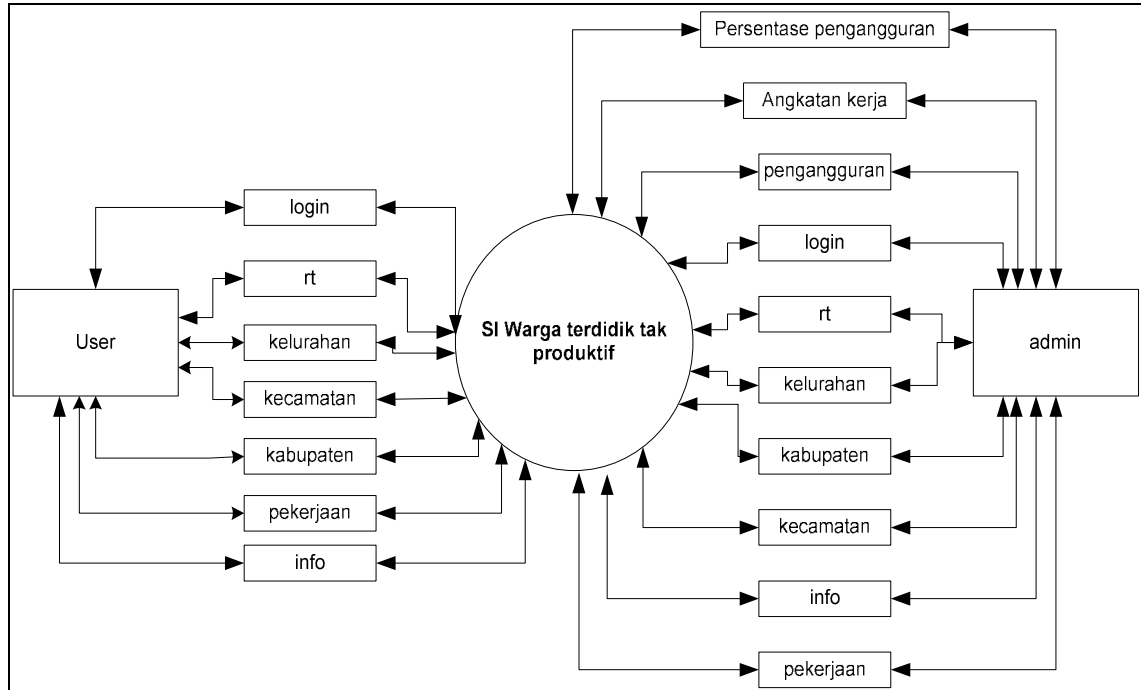 Persentase pengangguran
Angkatan kerja
pengangguran
login
login
rt
rt
User
kelurahan
SI Warga terdidik tak
produktif
admin
kelurahan
kecamatan
kabupaten
kabupaten
pekerjaan
kecamatan
info
info
pekerjaan